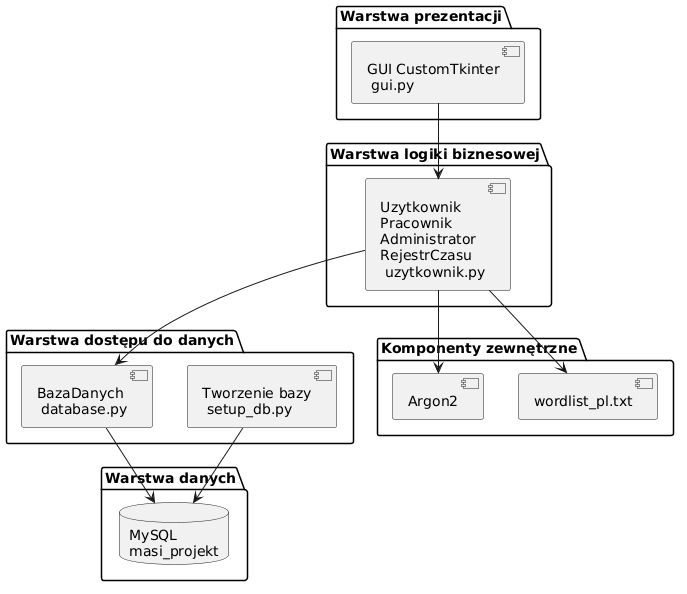 Warstwa prezentacji
GUI CustomTkinter
gui.py
Warstwa logiki biznesowej
Uzytkownik
Pracownik
Administrator
RejestrCzasu
uzytkownik.py
Warstwa dostępu do danych
BazaDanych
database.py
Tworzenie bazy
setup_db.py
Komponenty zewnętrzne
Argon2
wordlist_pl.txt
Warstwa danych
MySQL
masi_projekt